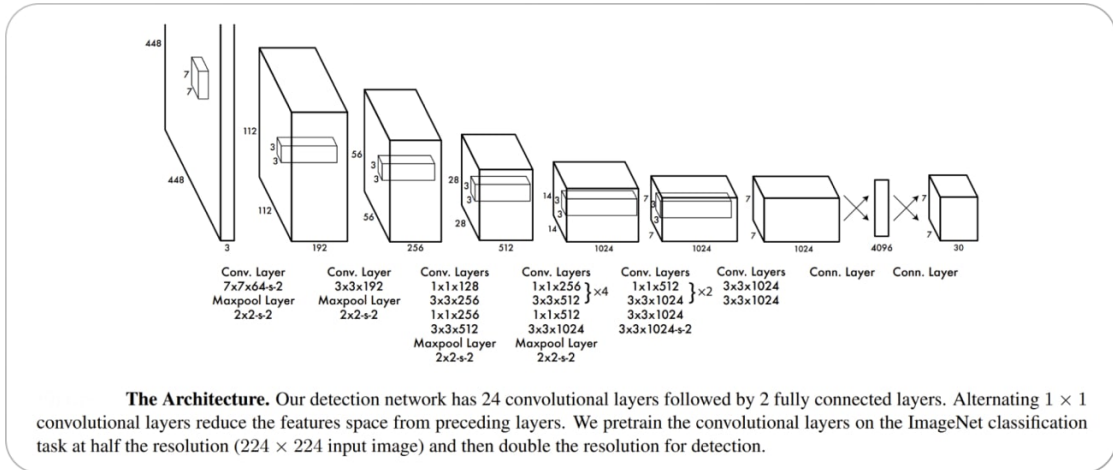 448
7
7
448
3
112
3
3
112
192
56
3
3
56
256
28
3
3
28
512
14
3
3
14
1024
7
3
3
7
1024
7
7
1024
4096
7
7
30
Conv. Layer
7x7x64-s-2
Maxpool Layer
2x2-s-2
Conv. Layer
3x3x192
Maxpool Layer
2x2-s-2
Conv. Layers
1x1x128
3x3x256
1x1x256
3x3x512
Maxpool Layer
2x2-s-2
Conv. Layers
1x1x256
3x3x512 }×4
1x1x512
3x3x1024
Maxpool Layer
2x2-s-2
Conv. Layers
1x1x512
3x3x1024 }×2
3x3x1024
3x3x1024-s-2
Conv. Layers
3x3x1024
3x3x1024
Conn. Layer
Conn. Layer
The Architecture. Our detection network has 24 convolutional layers followed by 2 fully connected layers. Alternating 1 × 1
convolutional layers reduce the features space from preceding layers. We pretrain the convolutional layers on the ImageNet classification
task at half the resolution (224 × 224 input image) and then double the resolution for detection.